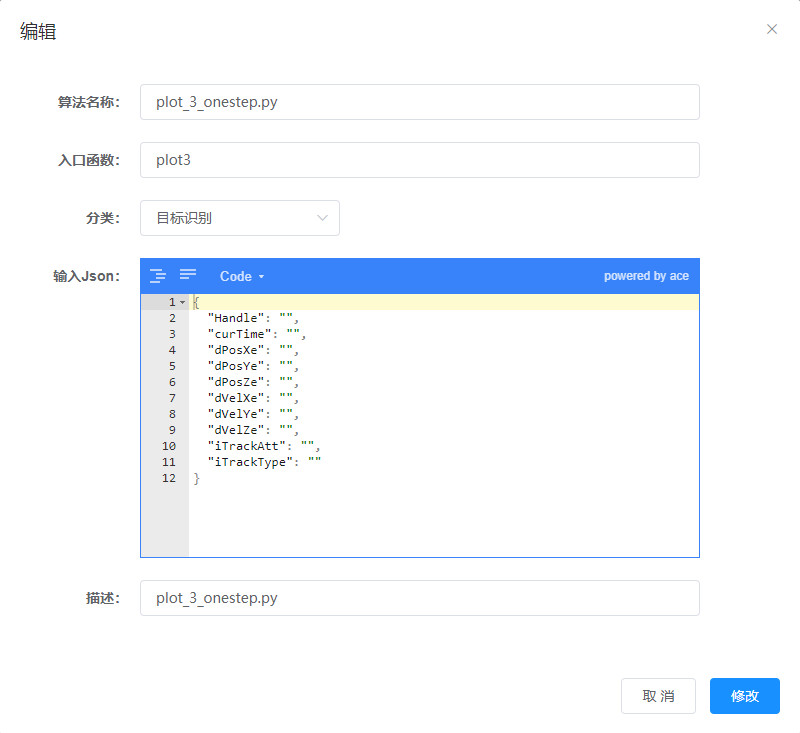 编辑
算法名称： plot_3_onestep.py
入口函数： plot3
分类： 目标识别
输入Json： Code powered by ace
1 {
2 "Handle": "",
3 "curTime": "",
4 "dPosXe": "",
5 "dPosYe": "",
6 "dPosZe": "",
7 "dVelXe": "",
8 "dVelYe": "",
9 "dVelZe": "",
10 "iTrackAtt": "",
11 "iTrackType": ""
12 }
描述： plot_3_onestep.py
取 消 修改